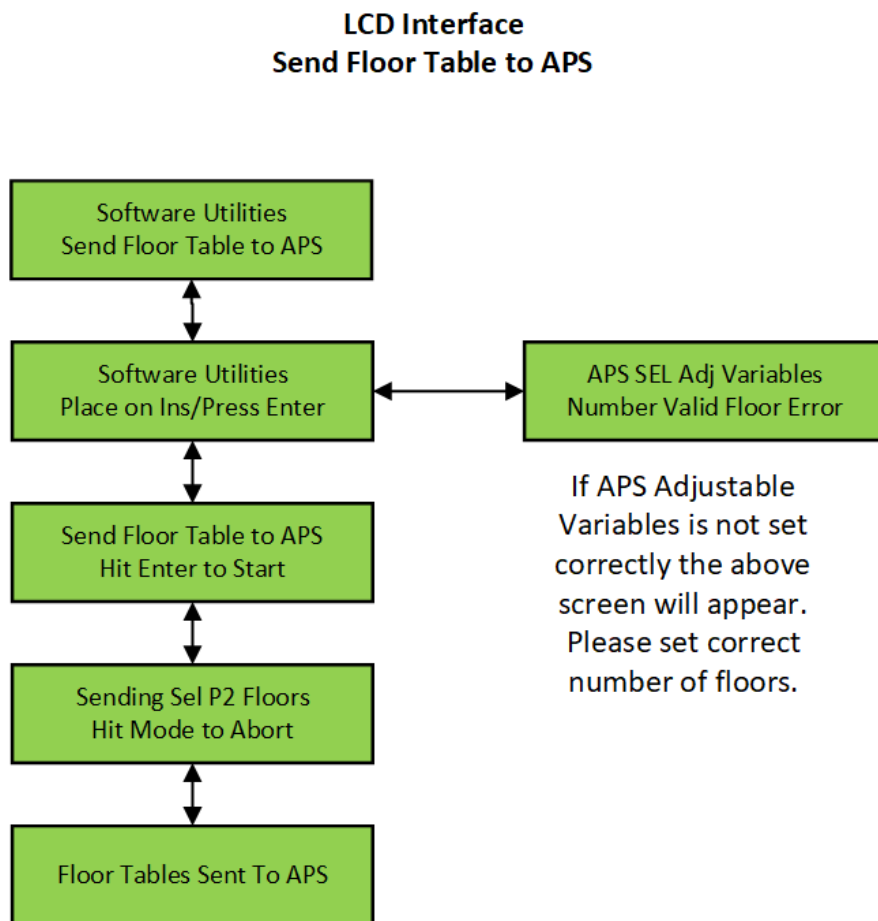 LCD Interface
Send Floor Table to APS
Software Utilities
Send Floor Table to APS
Software Utilities
Place on Ins/Press Enter
APS SEL Adj Variables
Number Valid Floor Error
If APS Adjustable
Variables is not set
correctly the above
screen will appear.
Please set correct
number of floors.
Send Floor Table to APS
Hit Enter to Start
Sending Sel P2 Floors
Hit Mode to Abort
Floor Tables Sent To APS